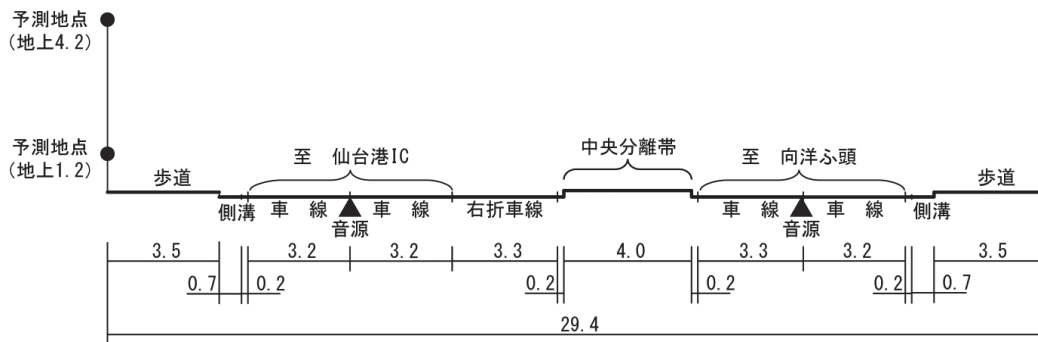 予測地点
(地上4.2)
予測地点
(地上1.2)
歩道
至 仙台港IC
中央分離帯
至 向洋ふ頭
歩道
側溝
車 線
車 線
右折車線
車 線
車 線
側溝
音源
音源
3.5
3.2
3.2
3.3
4.0
3.3
3.2
3.5
0.7
0.2
0.2
0.2
0.2
0.7
29.4